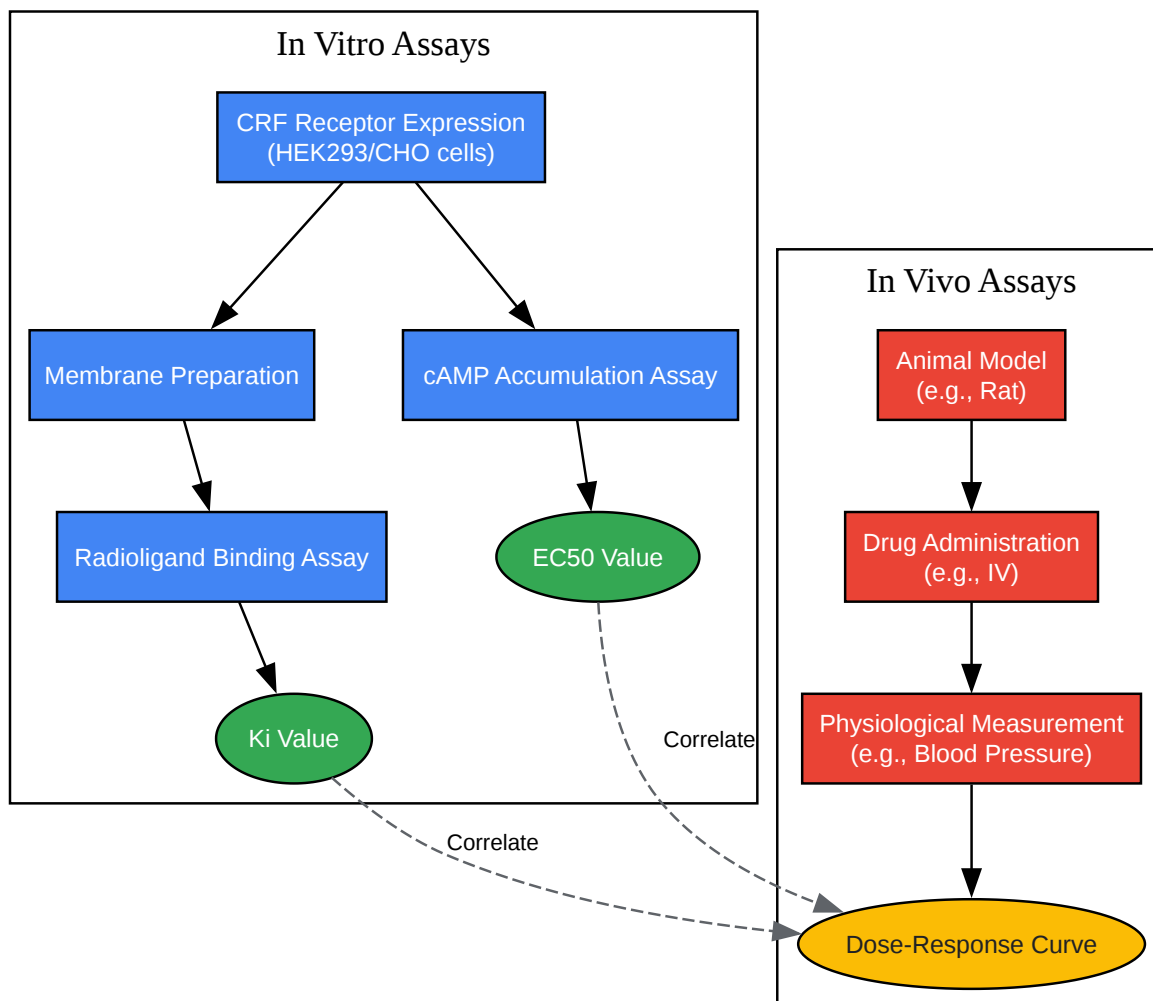 In Vitro Assays
CRF Receptor Expression
(HEK293/CHO cells)
Membrane Preparation
cAMP Accumulation Assay
Radioligand Binding Assay
EC50 Value
Ki Value
Correlate
Correlate
In Vivo Assays
Animal Model
(e.g., Rat)
Drug Administration
(e.g., IV)
Physiological Measurement
(e.g., Blood Pressure)
Dose-Response Curve